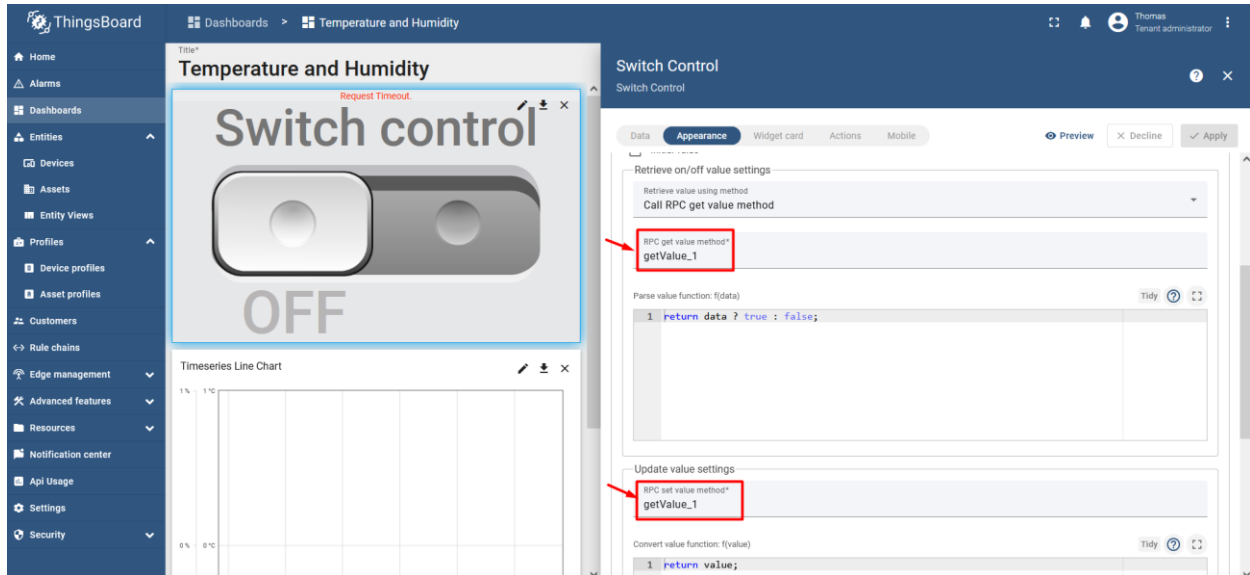 ThingsBoard
Dashboards > Temperature and Humidity
Thomas
Tenant administrator
Home
Alarms
Dashboards
Entities
Devices
Assets
Entity Views
Profiles
Device profiles
Asset profiles
Customers
Rule chains
Edge management
Advanced features
Resources
Notification center
Api Usage
Settings
Security
Title*
Temperature and Humidity
Request Timeout.
Switch control
OFF
Timeseries Line Chart
1 % 1 °C
0 % 0 °C
Switch Control
Switch Control
Data Appearance Widget card Actions Mobile Preview Decline Apply
Retrieve on/off value settings
Retrieve value using method
Call RPC get value method
RPC get value method*
getValue_1
Parse value function: f(data) Tidy
1 return data ? true : false;
Update value settings
RPC set value method*
getValue_1
Convert value function: f(value) Tidy
1 return value;